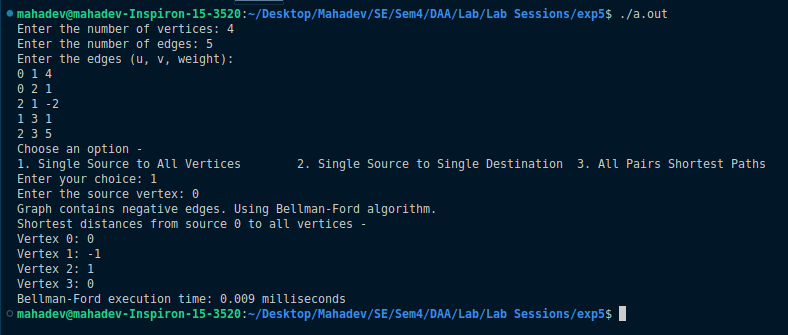 mahadev@mahadev-Inspiron-15-3520:~/Desktop/Mahadev/SE/Sem4/DAA/Lab/Lab Sessions/exp5$ ./a.out
Enter the number of vertices: 4
Enter the number of edges: 5
Enter the edges (u, v, weight):
0 1 4
0 2 1
2 1 -2
1 3 1
2 3 5
Choose an option -
1. Single Source to All Vertices        2. Single Source to Single Destination  3. All Pairs Shortest Paths
Enter your choice: 1
Enter the source vertex: 0
Graph contains negative edges. Using Bellman-Ford algorithm.
Shortest distances from source 0 to all vertices -
Vertex 0: 0
Vertex 1: -1
Vertex 2: 1
Vertex 3: 0
Bellman-Ford execution time: 0.009 milliseconds
mahadev@mahadev-Inspiron-15-3520:~/Desktop/Mahadev/SE/Sem4/DAA/Lab/Lab Sessions/exp5$